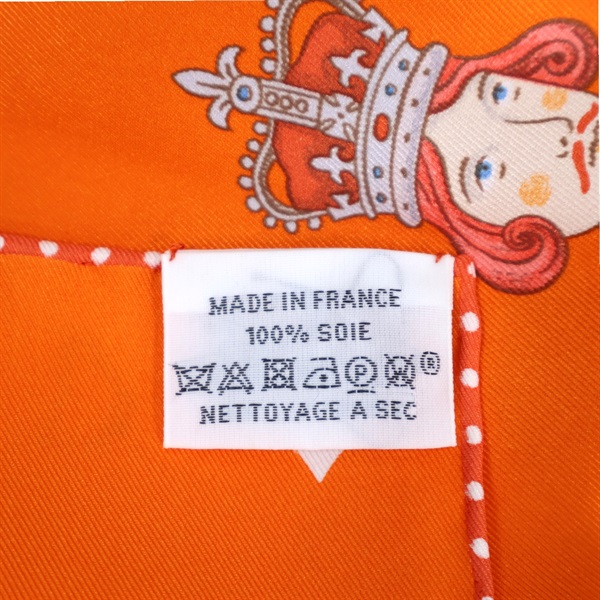 MADE IN FRANCE
100% SOIE
®
NETTOYAGE A SEC